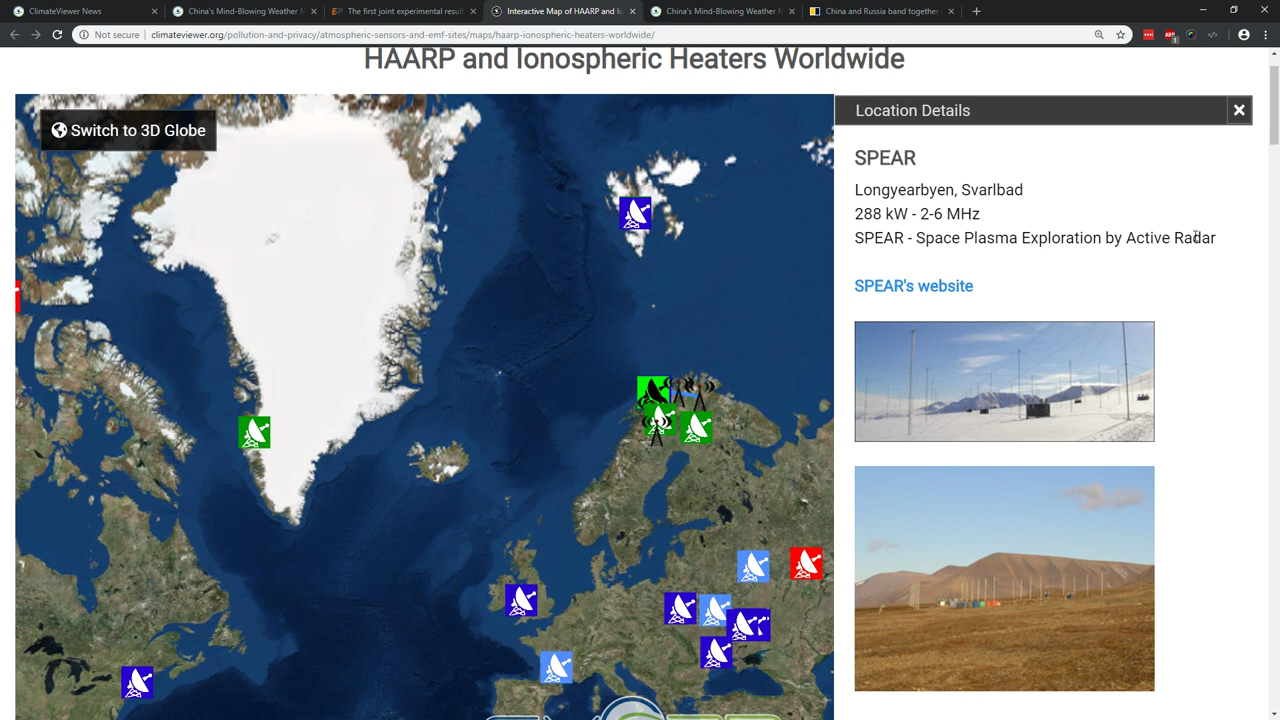 ClimateViewer News
China's Mind-Blowing Weather M
The first joint experimental result
Interactive Map of HAARP and Io
China's Mind-Blowing Weather M
China and Russia band together
Not secure
climateviewer.org/pollution-and-privacy/atmospheric-sensors-and-emf-sites/maps/haarp-ionospheric-heaters-worldwide/
HAARP and Ionospheric Heaters Worldwide
Switch to 3D Globe
Location Details
SPEAR
Longyearbyen, Svarlbad
288 kW - 2-6 MHz
SPEAR - Space Plasma Exploration by Active Radar
SPEAR's website